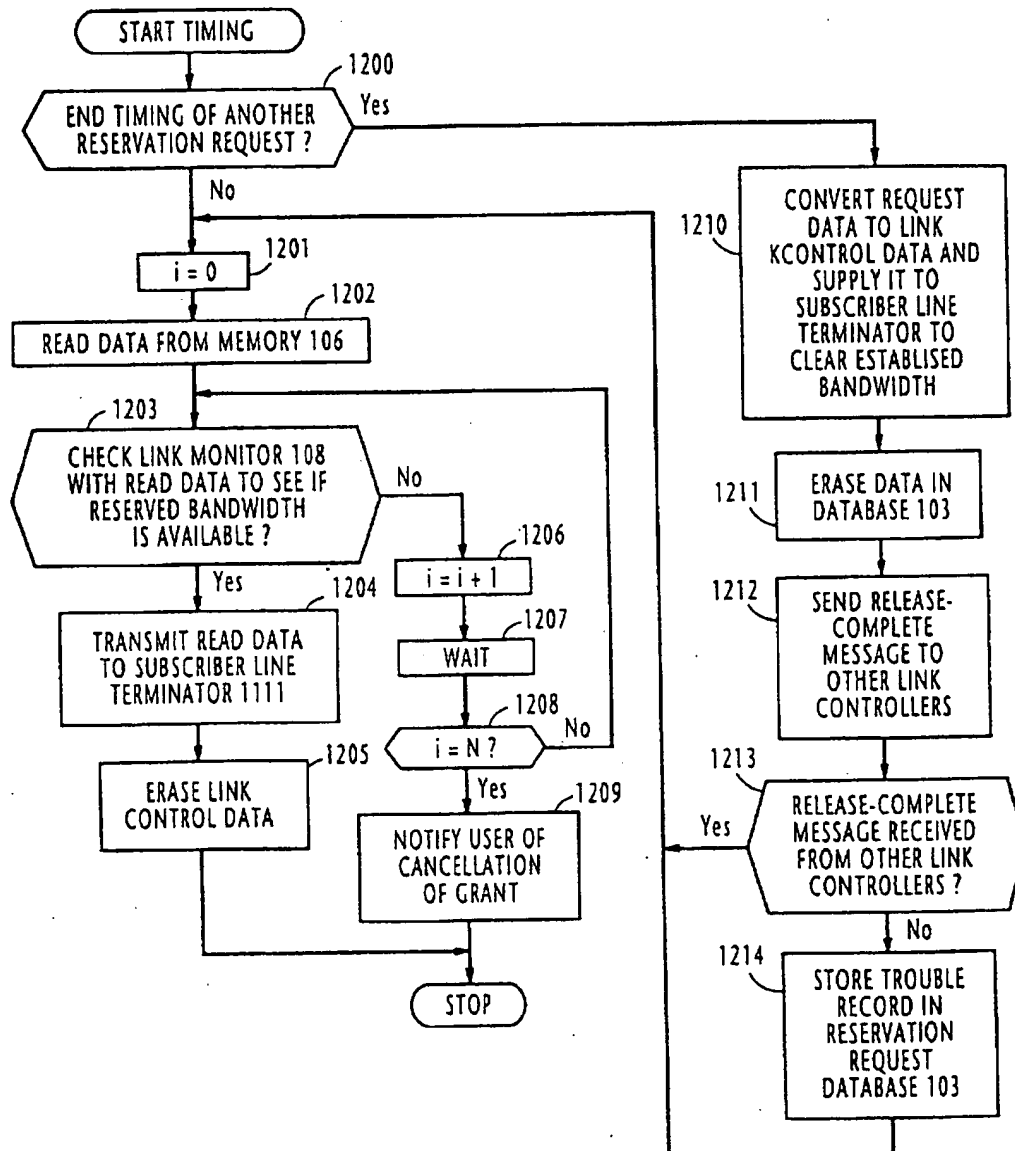 START TIMING
1200
END TIMING OF ANOTHER
RESERVATION REQUEST ?
Yes
No
1201
i = 0
1202
READ DATA FROM MEMORY 106
1203
CHECK LINK MONITOR 108
WITH READ DATA TO SEE IF
RESERVED BANDWIDTH
IS AVAILABLE ?
No
Yes
1204
TRANSMIT READ DATA
TO SUBSCRIBER LINE
TERMINATOR 1111
1205
ERASE LINK
CONTROL DATA
1206
i = i + 1
1207
WAIT
1208
i = N ?
No
Yes
1209
NOTIFY USER OF
CANCELLATION
OF GRANT
STOP
1210
CONVERT REQUEST
DATA TO LINK
KCONTROL DATA AND
SUPPLY IT TO
SUBSCRIBER LINE
TERMINATOR TO
CLEAR ESTABLISED
BANDWIDTH
1211
ERASE DATA IN
DATABASE 103
1212
SEND RELEASE-
COMPLETE
MESSAGE TO
OTHER LINK
CONTROLLERS
1213
RELEASE-COMPLETE
MESSAGE RECEIVED
FROM OTHER LINK
CONTROLLERS ?
Yes
No
1214
STORE TROUBLE
RECORD IN
RESERVATION
REQUEST
DATABASE 103